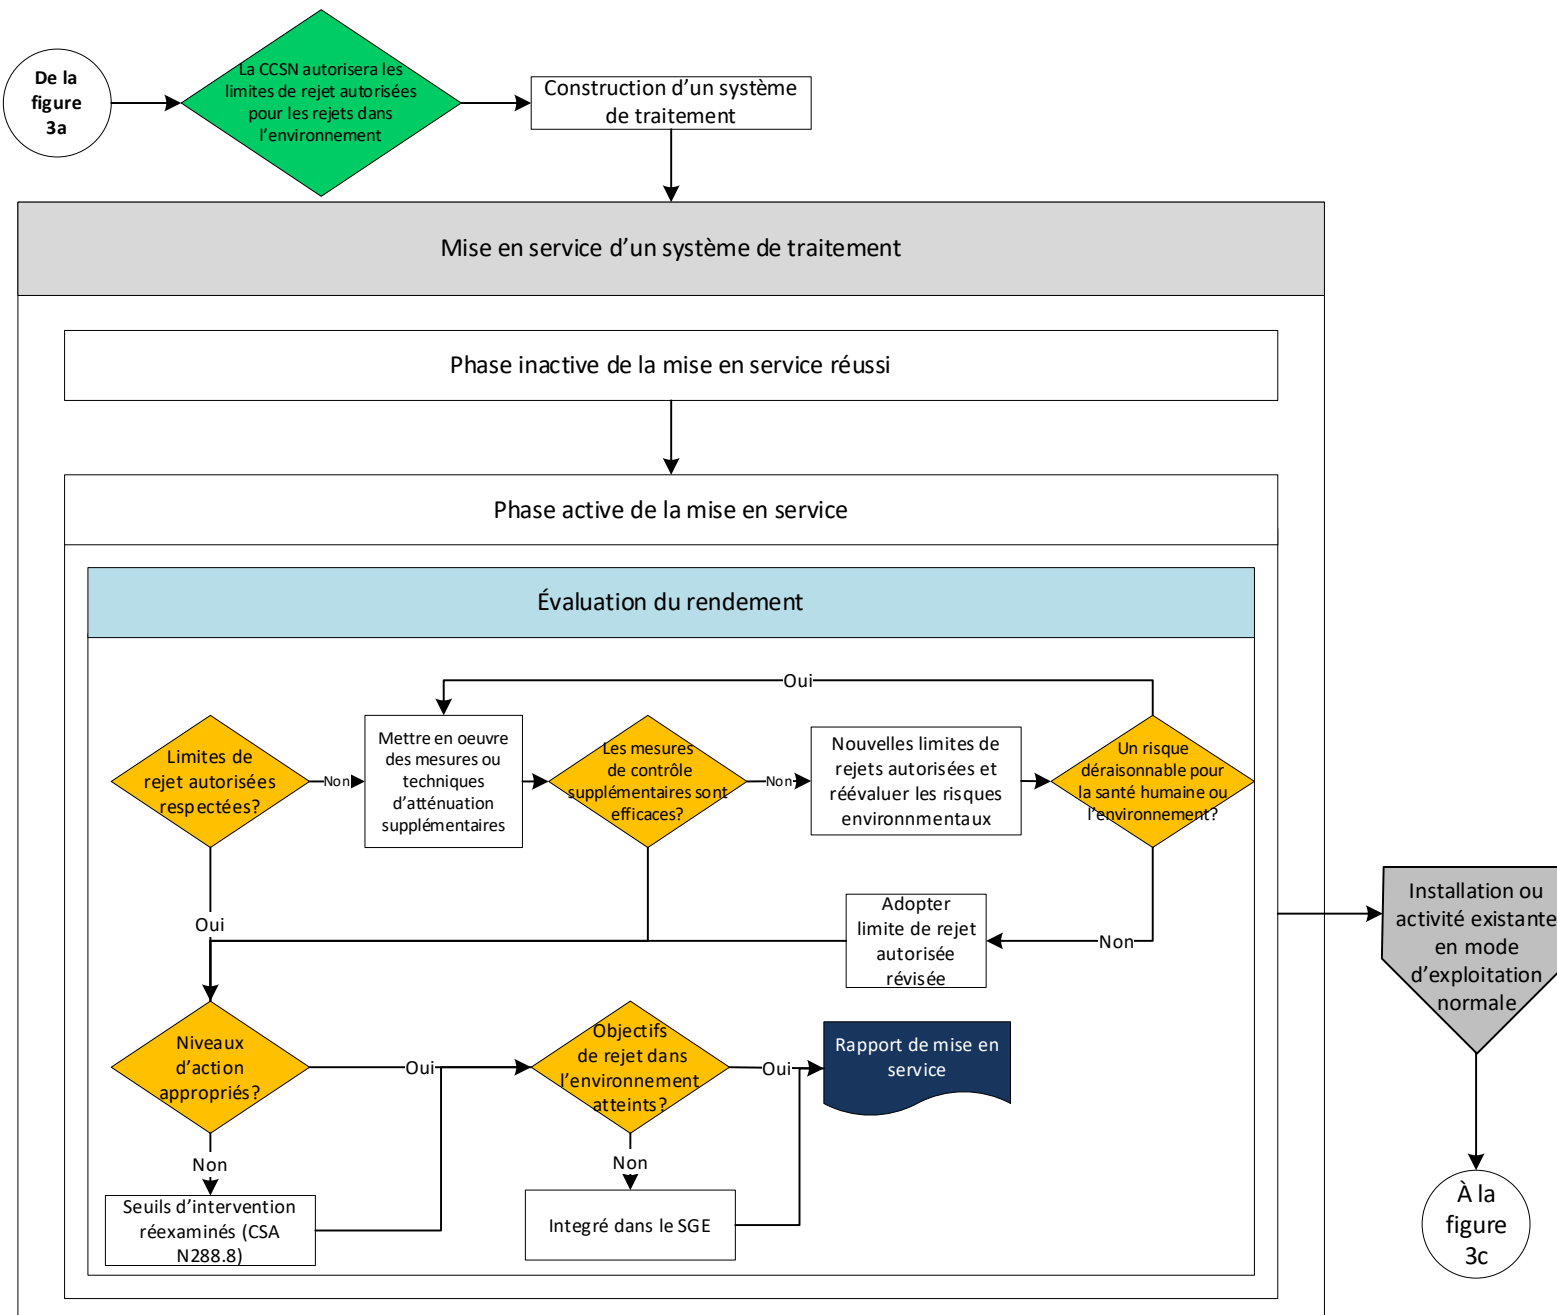 De la
figure
3a
La CCSN autorisera les
limites de rejet autorisées
pour les rejets dans
l'environnement
Construction d'un système
de traitement
Mise en service d'un système de traitement
Phase inactive de la mise en service réussi
Phase active de la mise en service
Évaluation du rendement
Oui
Limites de
rejet autorisées
respectées?
Non
Mettre en oeuvre
des mesures ou
techniques
d'atténuation
supplémentaires
Les mesures
de contrôle
supplémentaires sont
efficaces?
Non
Nouvelles limites de
rejets autorisées et
réévaluer les risques
environnmentaux
Un risque
déraisonnable pour
la santé humaine ou
l'environnement?
Oui
Adopter
limite de rejet
autorisée
révisée
Non
Installation ou
activité existante
en mode
d'exploitation
normale
Niveaux
d'action
appropriés?
Oui
Objectifs
de rejet dans
l'environnement
atteints?
Oui
Rapport de mise en
service
Non
Non
Seuils d'intervention
réexaminés (CSA
N288.8)
Integré dans le SGE
À la
figure
3c